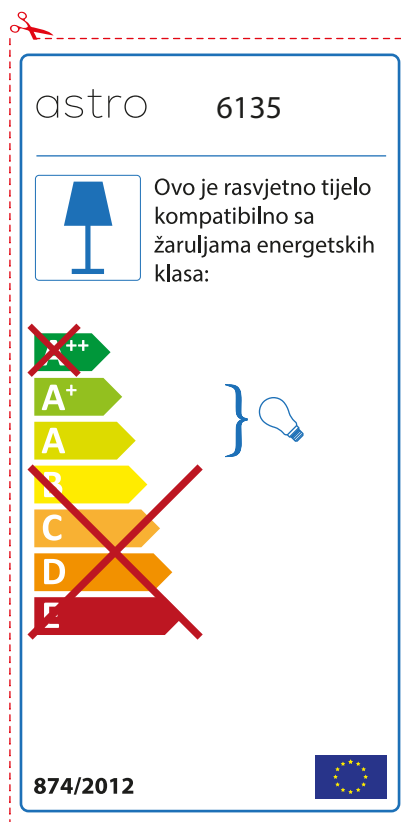 astro 6135
Ovo je rasvjetno tijelo
kompatibilno sa
žaruljama energetskih
klasa:
A++
A+
A
B
C
D
E
874/2012